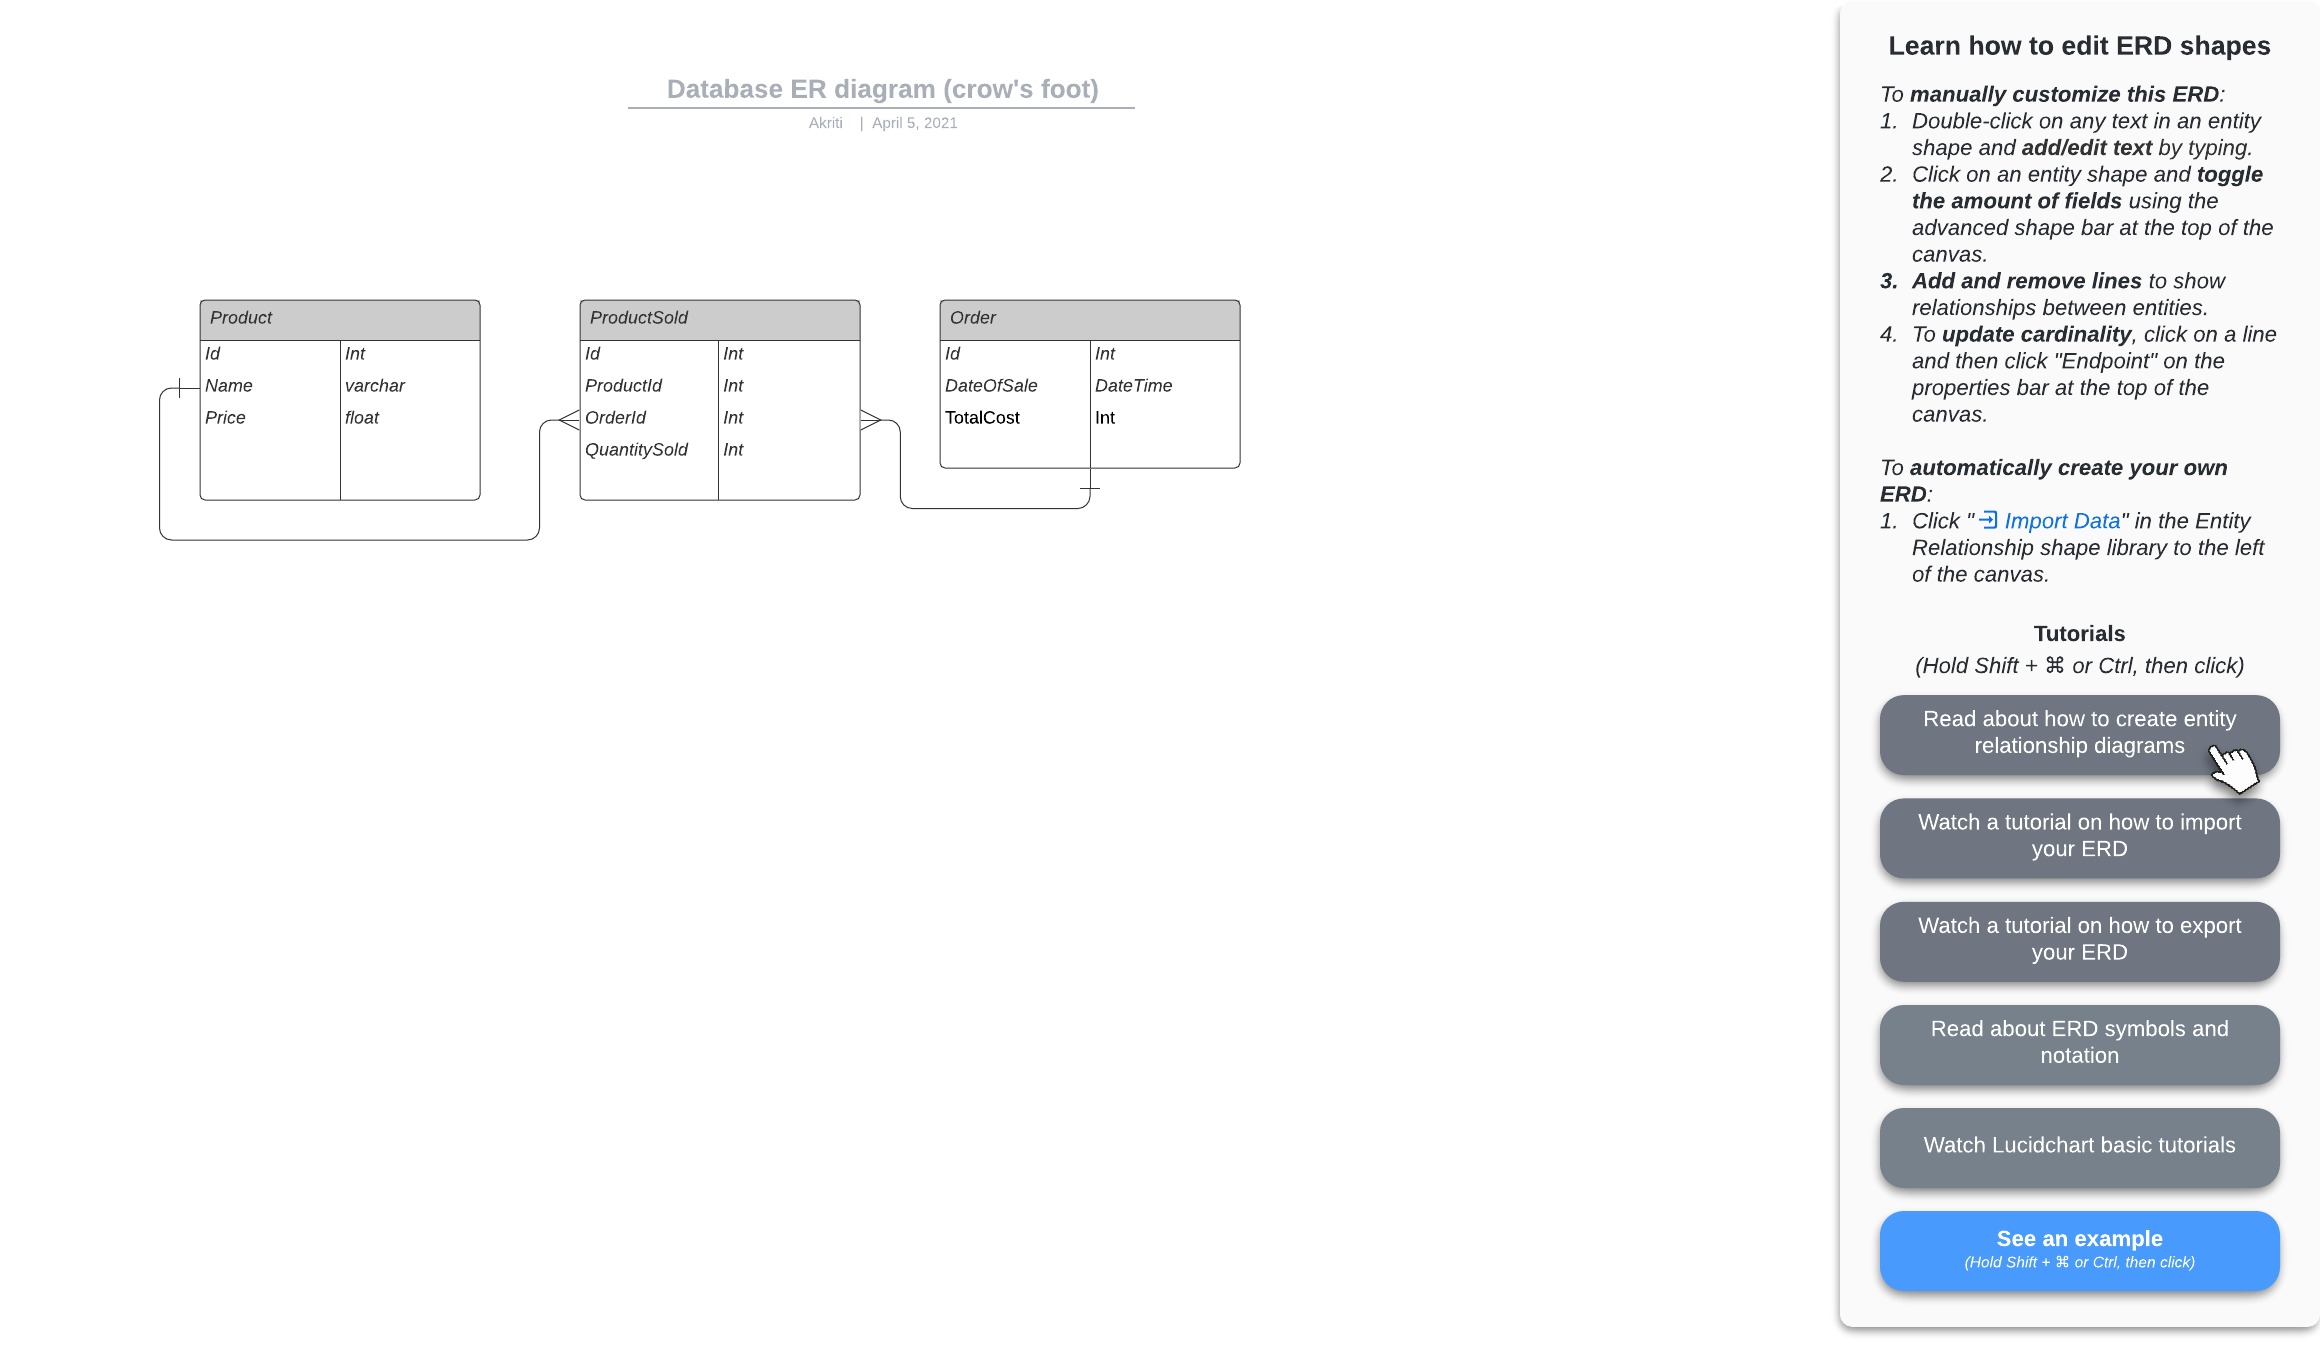 Database ER diagram (crow's foot)
Akriti | April 5, 2021
Product
Id Int
Name varchar
Price float
ProductSold
Id Int
ProductId Int
OrderId Int
QuantitySold Int
Order
Id Int
DateOfSale DateTime
TotalCost Int
Learn how to edit ERD shapes
To manually customize this ERD:
1. Double-click on any text in an entity
shape and add/edit text by typing.
2. Click on an entity shape and toggle
the amount of fields using the
advanced shape bar at the top of the
canvas.
3. Add and remove lines to show
relationships between entities.
4. To update cardinality, click on a line
and then click "Endpoint" on the
properties bar at the top of the
canvas.
To automatically create your own
ERD:
1. Click " Import Data" in the Entity
Relationship shape library to the left
of the canvas.
Tutorials
(Hold Shift + ⌘ or Ctrl, then click)
Read about how to create entity
relationship diagrams
Watch a tutorial on how to import
your ERD
Watch a tutorial on how to export
your ERD
Read about ERD symbols and
notation
Watch Lucidchart basic tutorials
See an example
(Hold Shift + ⌘ or Ctrl, then click)